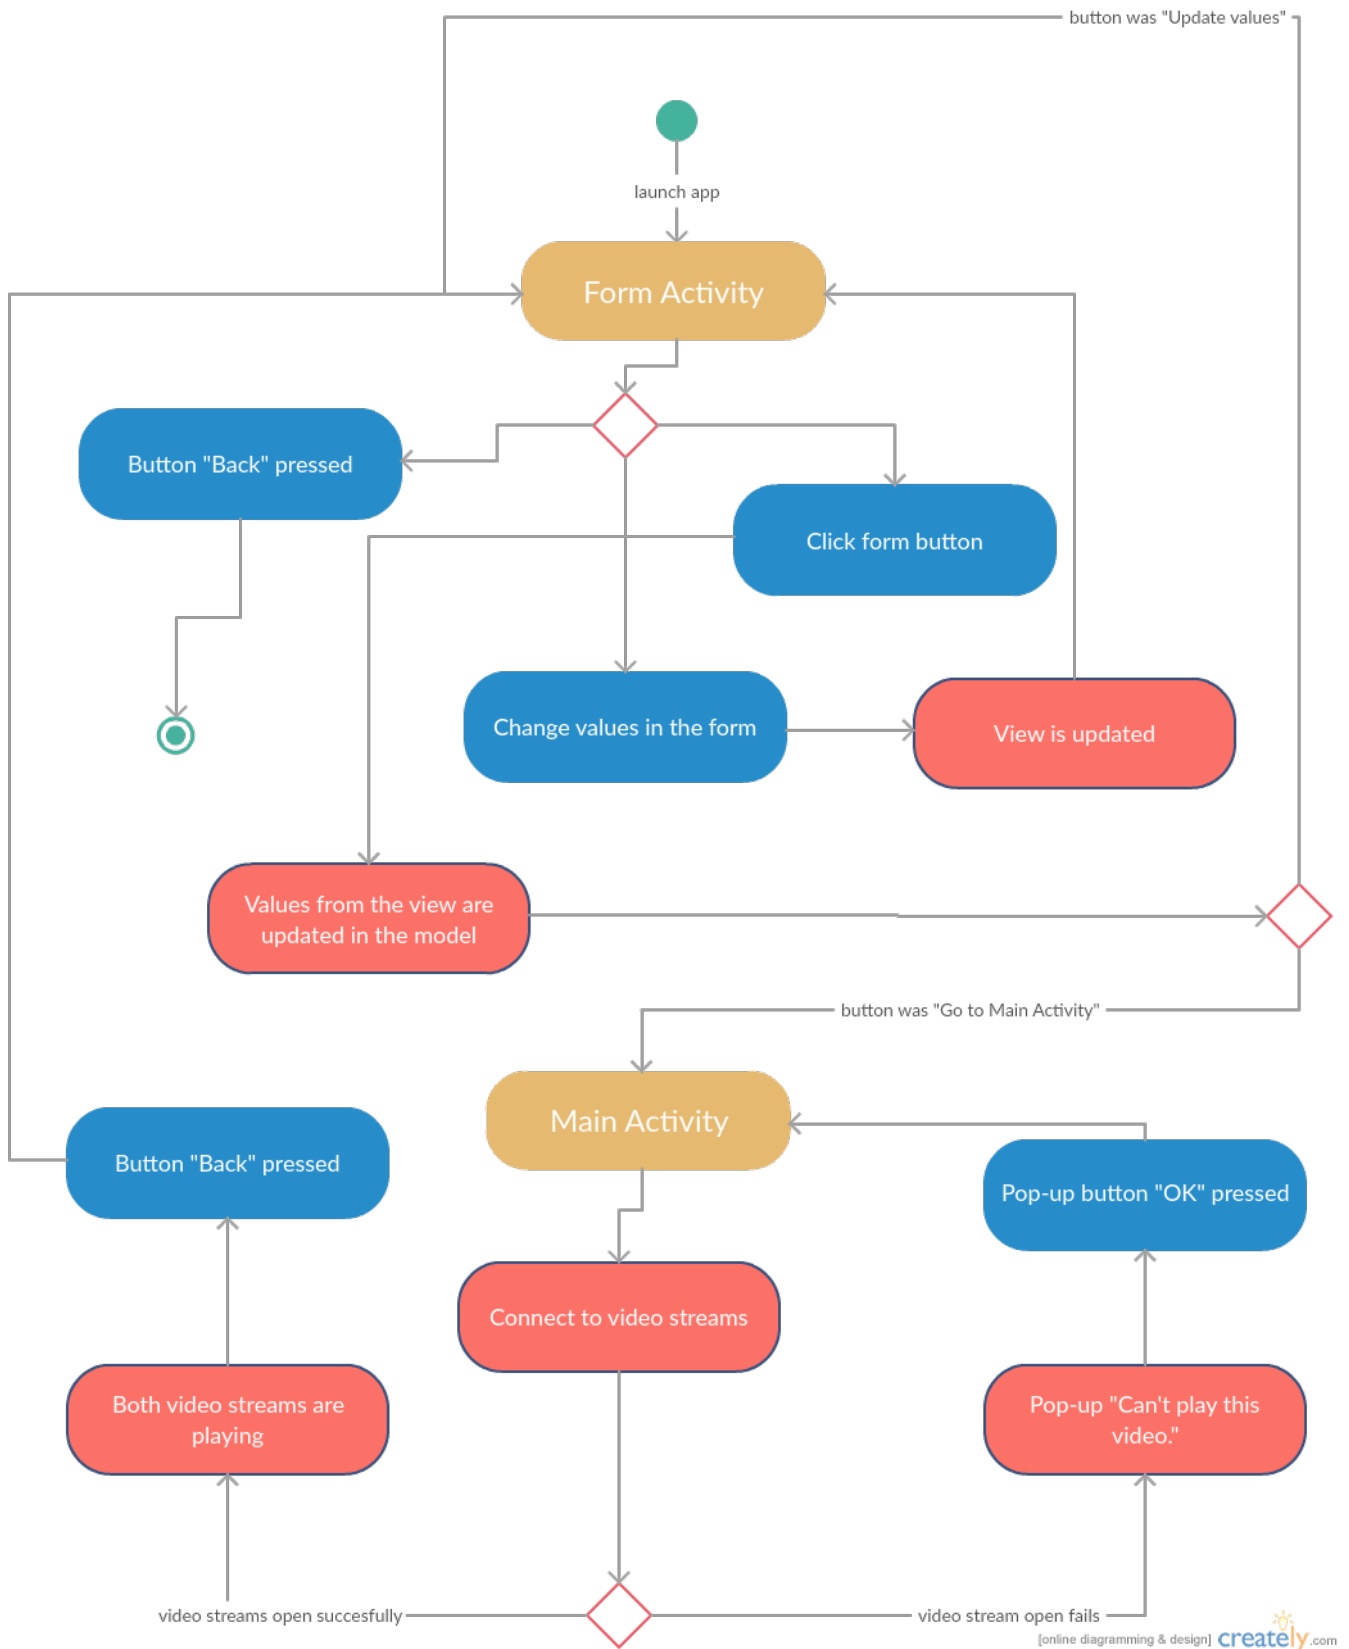 button was "Update values"
launch app
Form Activity
Button "Back" pressed
Click form button
Change values in the form
View is updated
Values from the view are
updated in the model
button was "Go to Main Activity"
Main Activity
Button "Back" pressed
Pop-up button "OK" pressed
Connect to video streams
Both video streams are
playing
Pop-up "Can't play this
video."
video streams open succesfully
video stream open fails
[online diagramming & design] creately.com